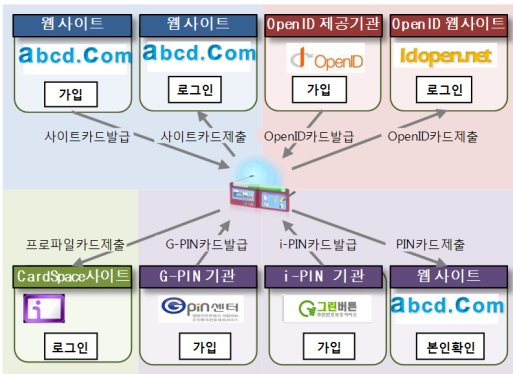 웹사이트
웹사이트
OpenID 제공기관
OpenID 웹사이트
abcd.Com
abcd.Com
OpenID
Idopen.net
가입
로그인
가입
로그인
사이트카드발급
사이트카드제출
OpenID카드발급
OpenID카드제출
프로파일카드제출
G-PIN카드발급
i-PIN카드발급
PIN카드제출
CardSpace사이트
G-PIN 기관
i-PIN 기관
웹사이트
i
Gpin센터
그린버튼
abcd.Com
로그인
가입
가입
본인확인